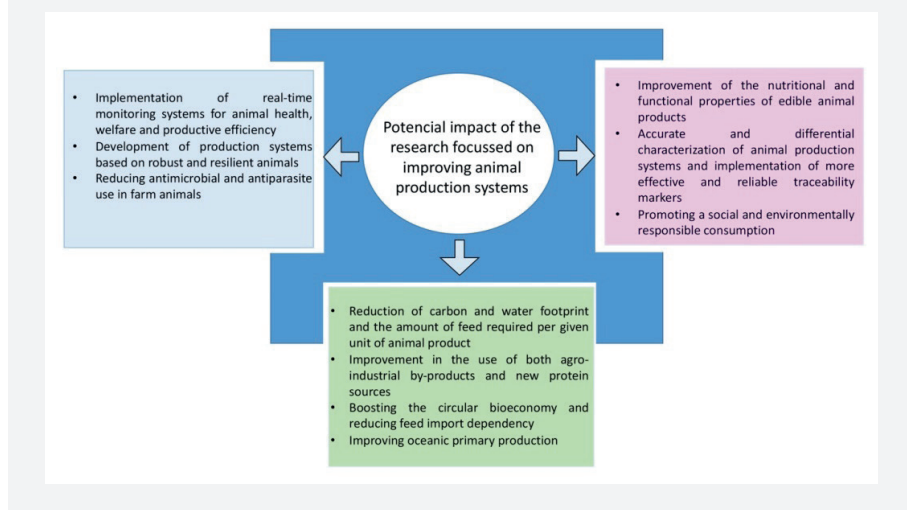 Potencial impact of the
research focussed on
improving animal
production systems
• Implementation of real-time
monitoring systems for animal health,
welfare and productive efficiency
• Development of production systems
based on robust and resilient animals
• Reducing antimicrobial and antiparasite
use in farm animals
• Improvement of the nutritional and
functional properties of edible animal
products
• Accurate and differential
characterization of animal production
systems and implementation of more
effective and reliable traceability
markers
• Promoting a social and environmentally
responsible consumption
• Reduction of carbon and water footprint
and the amount of feed required per given
unit of animal product
• Improvement in the use of both agro-
industrial by-products and new protein
sources
• Boosting the circular bioeconomy and
reducing feed import dependency
• Improving oceanic primary production